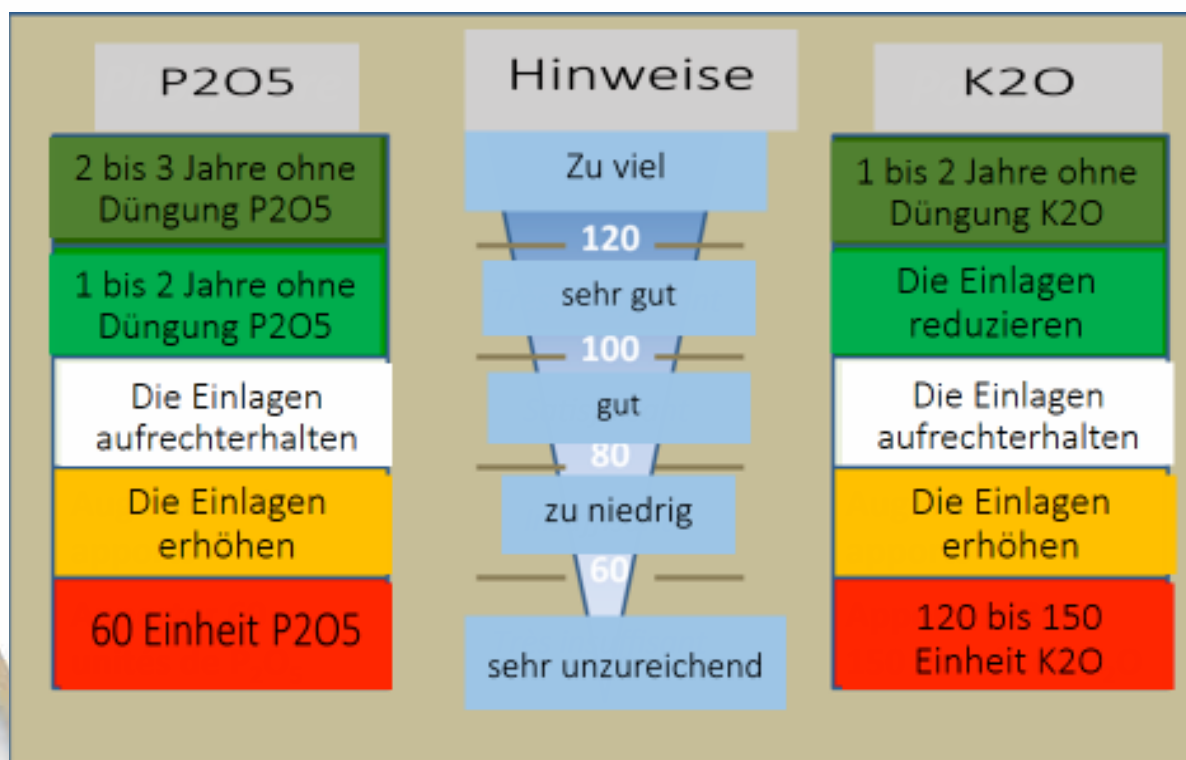 P2O5
2 bis 3 Jahre ohne
Düngung P2O5
1 bis 2 Jahre ohne
Düngung P2O5
Die Einlagen
aufrechterhalten
Die Einlagen
erhöhen
60 Einheit P2O5
Hinweise
Zu viel
120
sehr gut
100
gut
80
zu niedrig
60
sehr unzureichend
K2O
1 bis 2 Jahre ohne
Düngung K2O
Die Einlagen
reduzieren
Die Einlagen
aufrechterhalten
Die Einlagen
erhöhen
120 bis 150
Einheit K2O